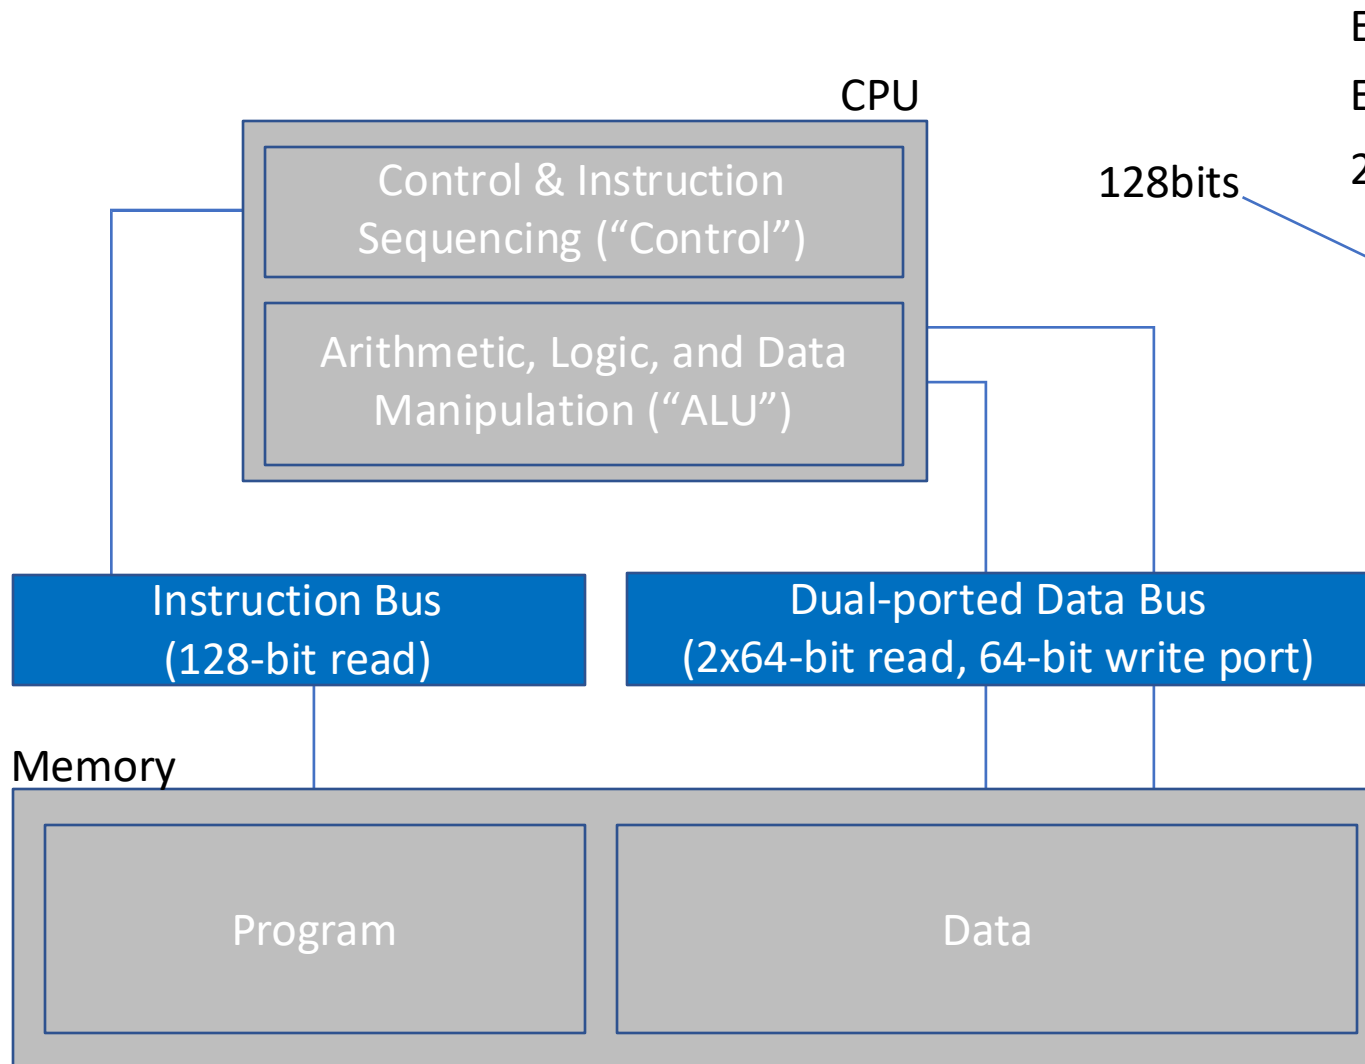 CPU
Control & Instruction
Sequencing (“Control”)
128bits
Arithmetic, Logic, and Data
Manipulation (“ALU”)
Instruction Bus
(128-bit read)
Dual-ported Data Bus
(2x64-bit read, 64-bit write port)
Memory
Program
Data